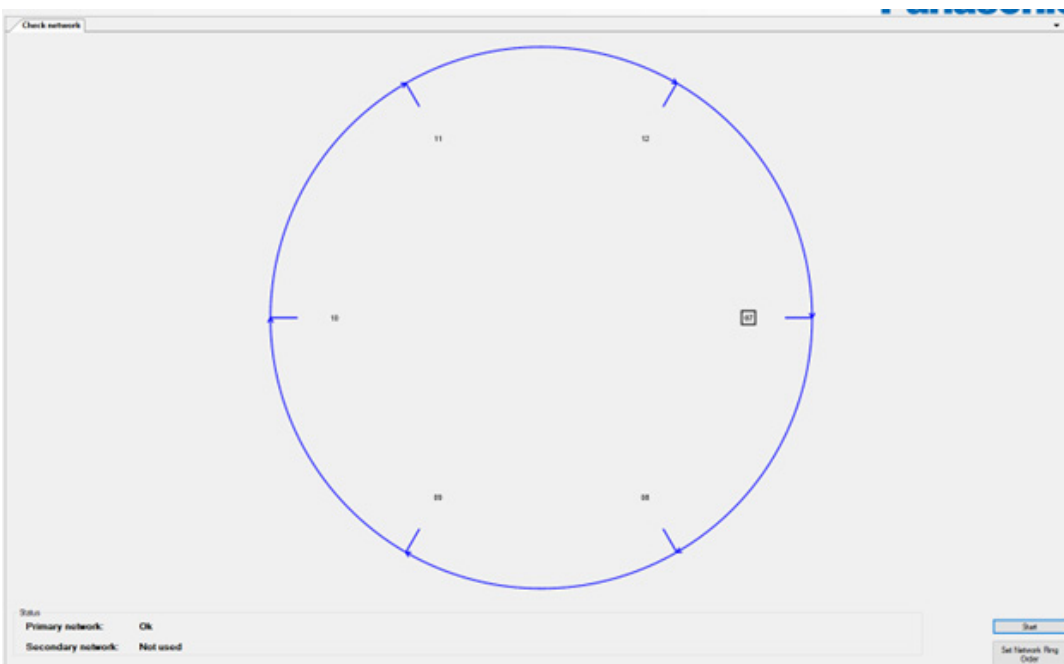 Panasonic
Check network
11
12
10
07
09
08
Status
Primary network: Ok
Secondary network: Not used
Start
Set Network Ring
Order